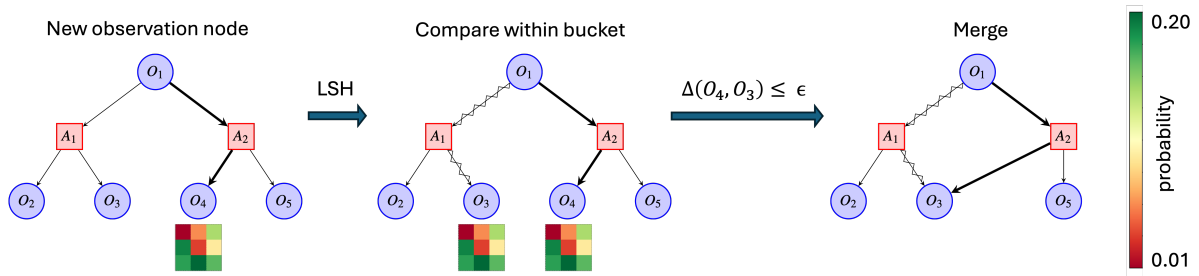 New observation node
Compare within bucket
Merge
0.20
O₁
O₁
O₁
LSH
Δ(O₄, O₃) ≤ ϵ
A₁
A₂
A₁
A₂
A₁
A₂
probability
O₂
O₃
O₄
O₅
O₂
O₃
O₄
O₅
O₂
O₃
O₅
0.01